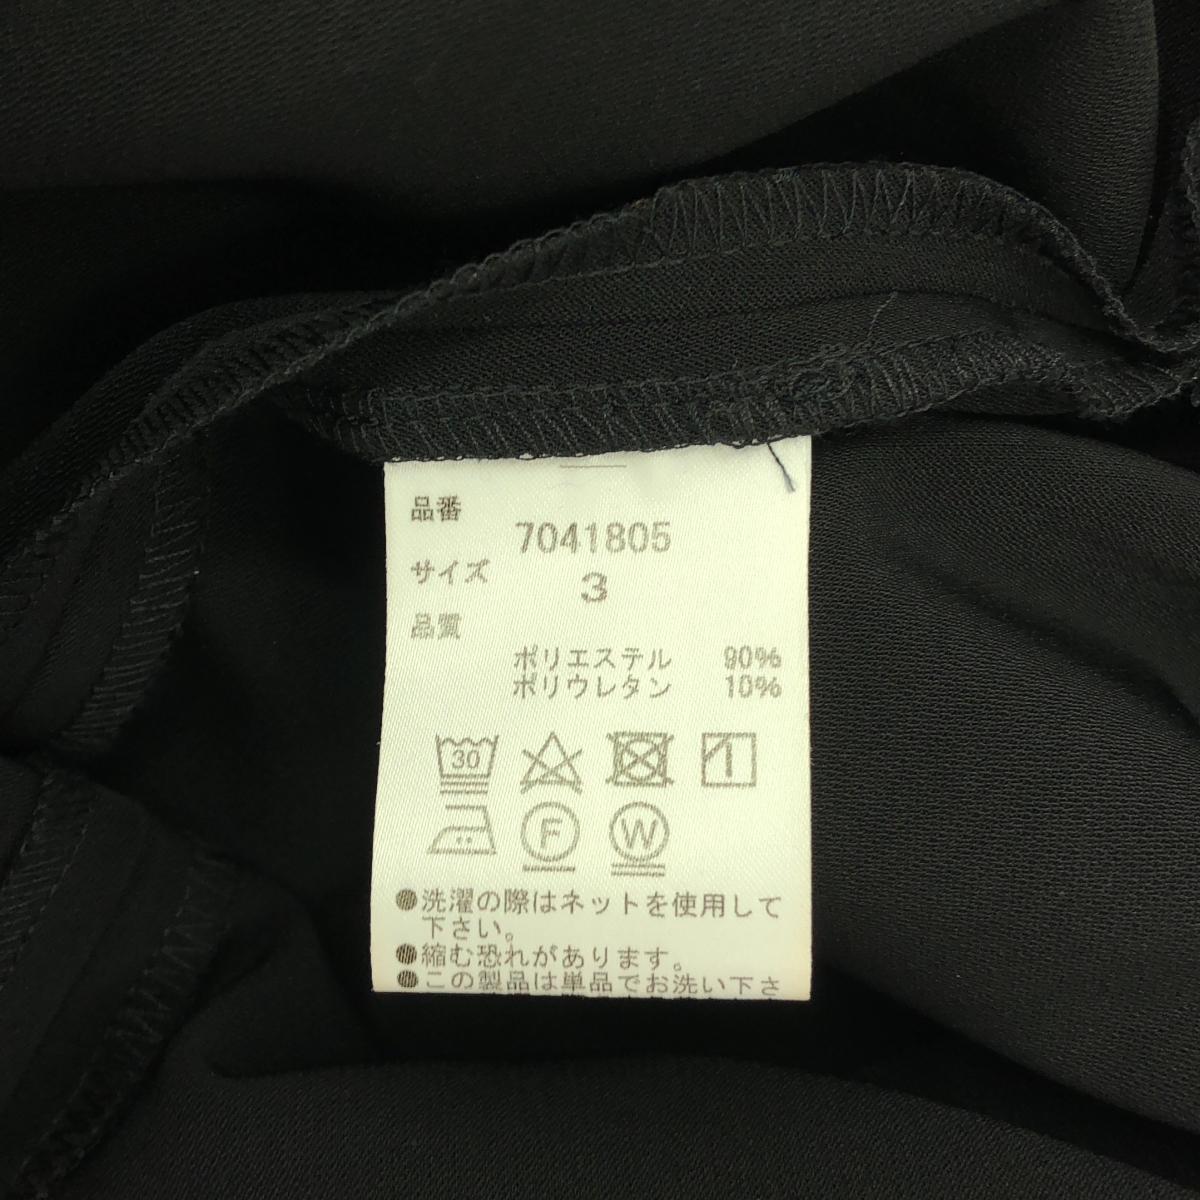 品番
7041805
サイズ
3
品質
ポリエステル 90%
ポリウレタン 10%
30
F W
●洗濯の際はネットを使用して
下さい。
●縮む恐れがあります。
●この製品は単品でお洗い下さ